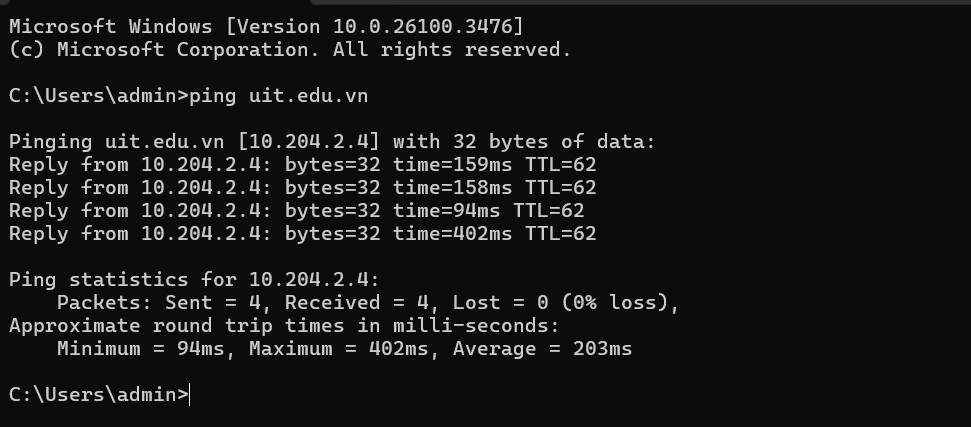 Microsoft Windows [Version 10.0.26100.3476]
(c) Microsoft Corporation. All rights reserved.
C:\Users\admin>ping uit.edu.vn
Pinging uit.edu.vn [10.204.2.4] with 32 bytes of data:
Reply from 10.204.2.4: bytes=32 time=159ms TTL=62
Reply from 10.204.2.4: bytes=32 time=158ms TTL=62
Reply from 10.204.2.4: bytes=32 time=94ms TTL=62
Reply from 10.204.2.4: bytes=32 time=402ms TTL=62
Ping statistics for 10.204.2.4:
    Packets: Sent = 4, Received = 4, Lost = 0 (0% loss),
Approximate round trip times in milli-seconds:
    Minimum = 94ms, Maximum = 402ms, Average = 203ms
C:\Users\admin>